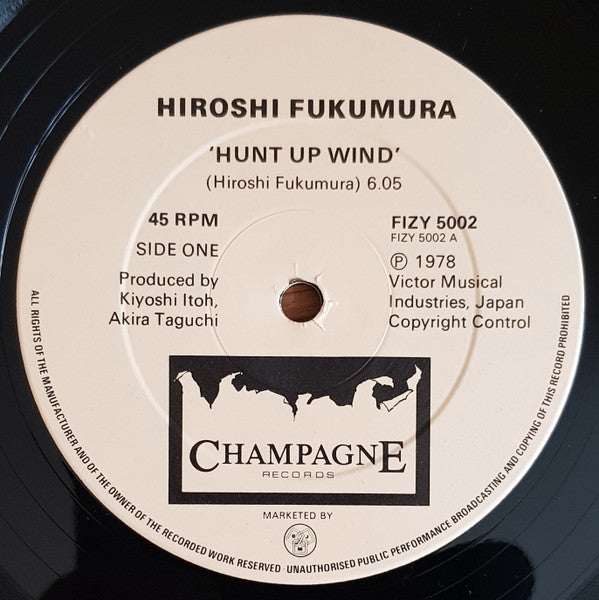 HIROSHI FUKUMURA
'HUNT UP WIND'
(Hiroshi Fukumura) 6.05
45 RPM
SIDE ONE
Produced by
Kiyoshi Itoh,
Akira Taguchi
FIZY 5002
FIZY 5002 A
Ⓟ 1978
Victor Musical
Industries, Japan
Copyright Control
CHAMPAGNE
RECORDS
MARKETED BY
ALL RIGHTS OF THE MANUFACTURER AND OF THE OWNER OF THE RECORDED WORK RESERVED · UNAUTHORISED PUBLIC PERFORMANCE BROADCASTING AND COPYING OF THIS RECORD PROHIBITED